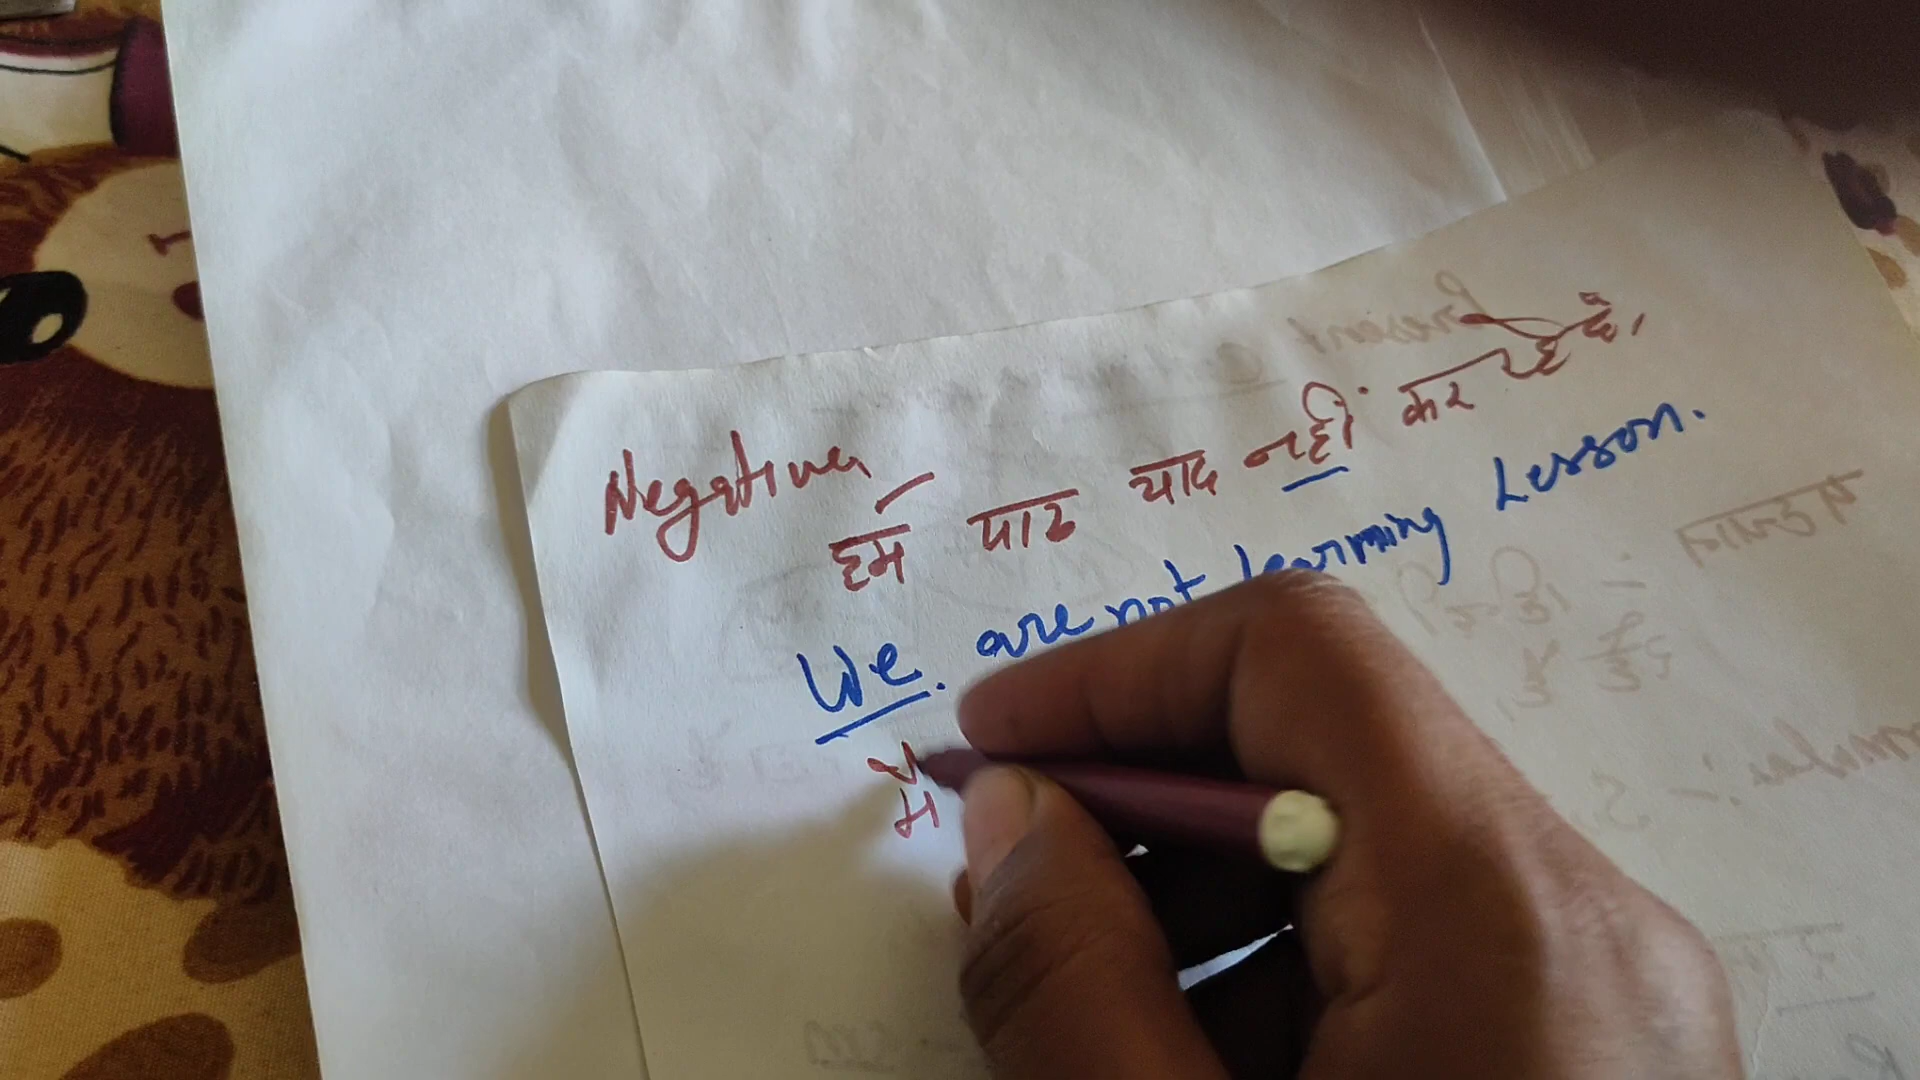 Negative
हम पाठ याद नहीं कर रहे हैं।
We are not learning Lesson.
मैं